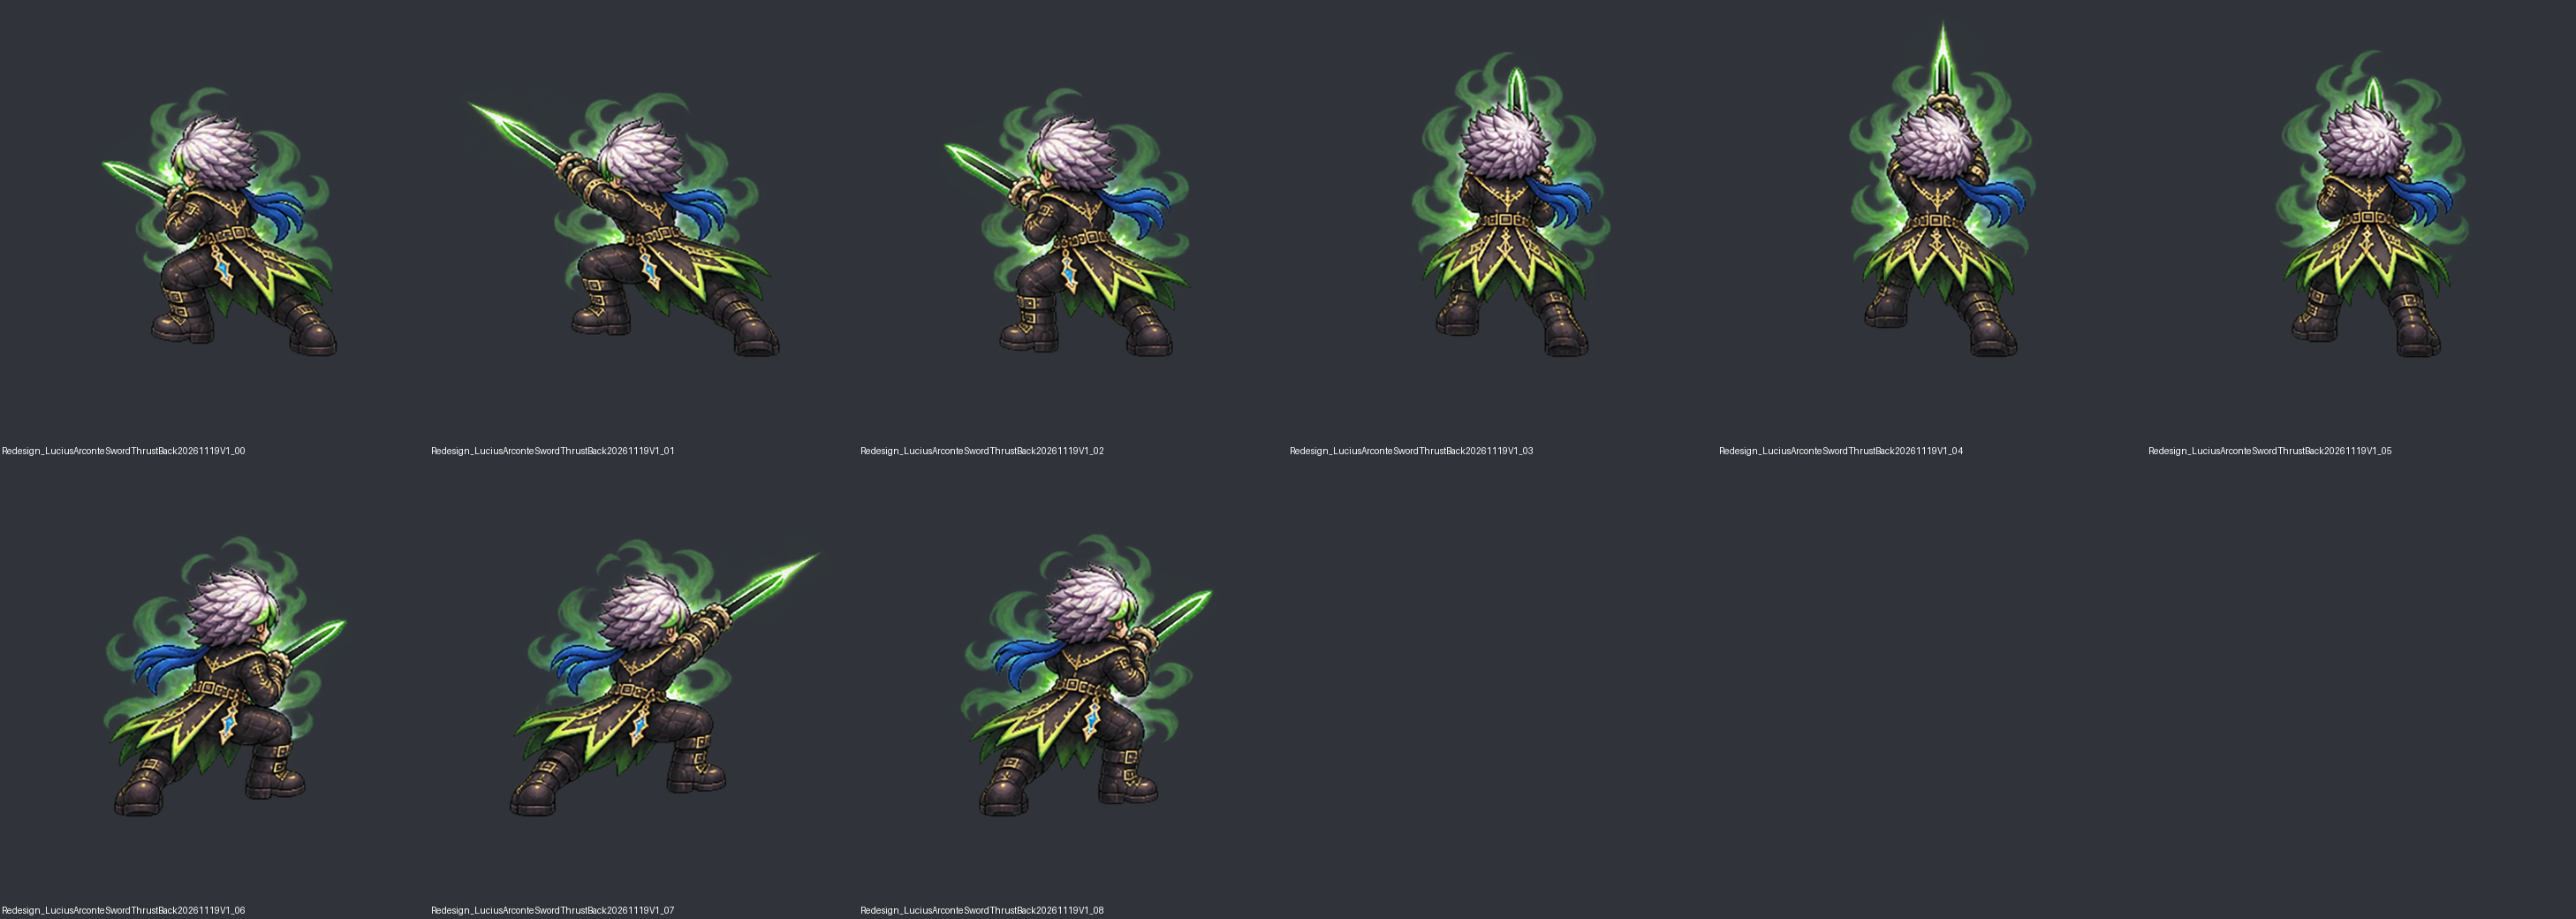 Redesign_LuciusArconteSwordThrustBack20261119V1_00
Redesign_LuciusArconteSwordThrustBack20261119V1_01
Redesign_LuciusArconteSwordThrustBack20261119V1_02
Redesign_LuciusArconteSwordThrustBack20261119V1_03
Redesign_LuciusArconteSwordThrustBack20261119V1_04
Redesign_LuciusArconteSwordThrustBack20261119V1_05
Redesign_LuciusArconteSwordThrustBack20261119V1_06
Redesign_LuciusArconteSwordThrustBack20261119V1_07
Redesign_LuciusArconteSwordThrustBack20261119V1_08